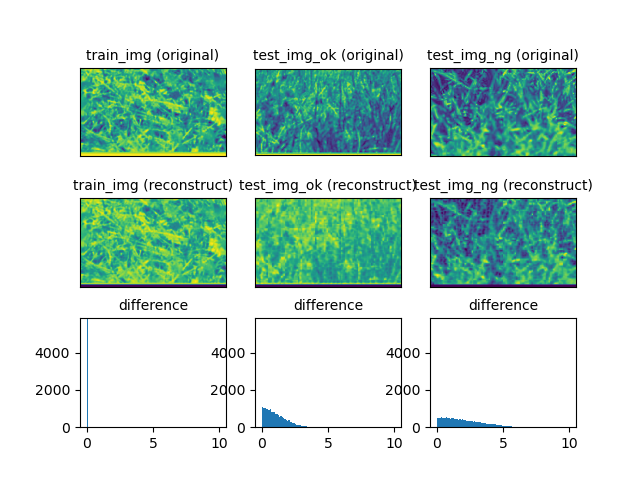 train_img (original) test_img_ok (original) test_img_ng (original)
train_img (reconstruct) test_img_ok (reconstruct) test_img_ng (reconstruct)
difference difference difference
4000 4000 4000
2000 2000 2000
0 0 0
0 5 10 0 5 10 0 5 10